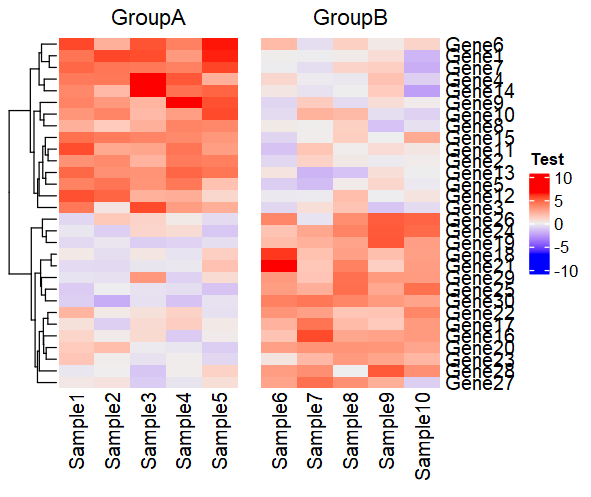 GroupA GroupB
Gene6
Gene1
Gene7
Gene4
Gene14
Gene9
Gene10
Gene8
Gene15
Gene11
Gene2
Gene13
Gene5
Gene12
Gene3
Gene26
Gene24
Gene19
Gene18
Gene21
Gene29
Gene25
Gene30
Gene22
Gene17
Gene16
Gene20
Gene23
Gene28
Gene27
Test
10
5
0
-5
-10
Sample1 Sample2 Sample3 Sample4 Sample5 Sample6 Sample7 Sample8 Sample9 Sample10